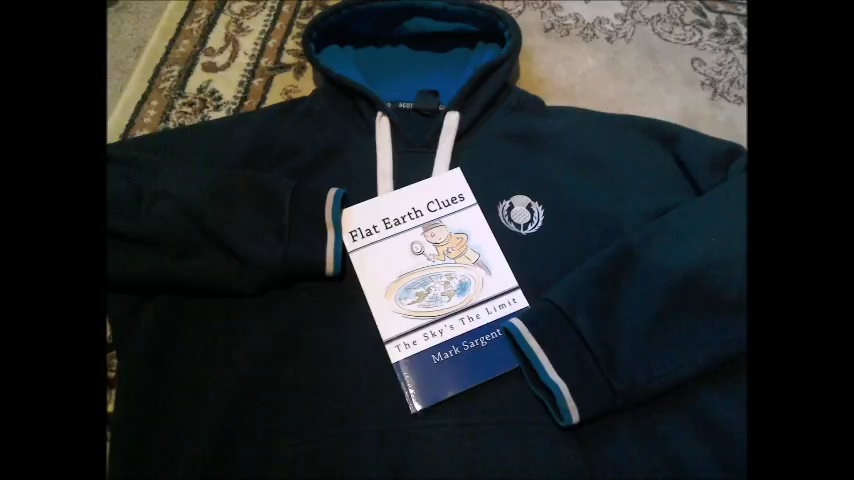 Flat Earth Clues
The Sky's The Limit
Mark Sargent